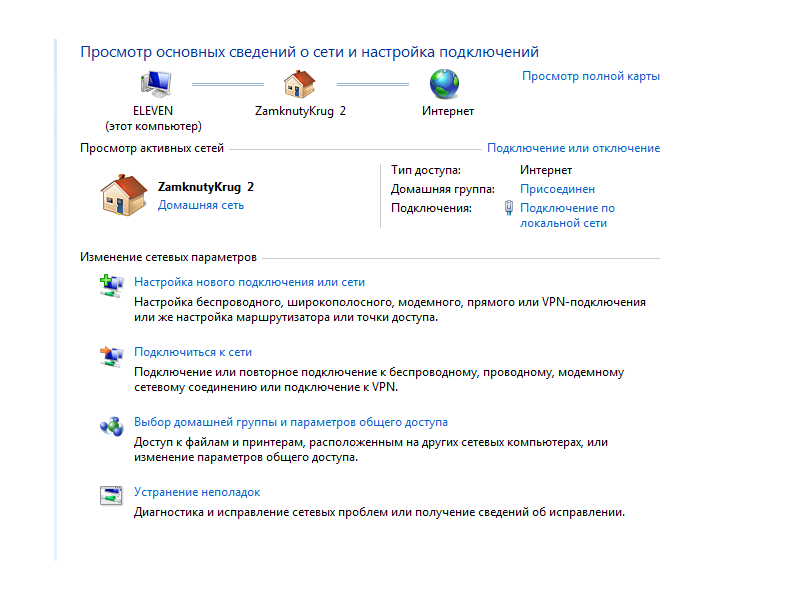 Просмотр основных сведений о сети и настройка подключений
Просмотр полной карты
ELEVEN
(этот компьютер)
ZamknutyKrug 2
Интернет
Просмотр активных сетей
Подключение или отключение
ZamknutyKrug 2
Домашняя сеть
Тип доступа: Интернет
Домашняя группа: Присоединен
Подключения: Подключение по
локальной сети
Изменение сетевых параметров
Настройка нового подключения или сети
Настройка беспроводного, широкополосного, модемного, прямого или VPN-подключения
или же настройка маршрутизатора или точки доступа.
Подключиться к сети
Подключение или повторное подключение к беспроводному, проводному, модемному
сетевому соединению или подключение к VPN.
Выбор домашней группы и параметров общего доступа
Доступ к файлам и принтерам, расположенным на других сетевых компьютерах, или
изменение параметров общего доступа.
Устранение неполадок
Диагностика и исправление сетевых проблем или получение сведений об исправлении.